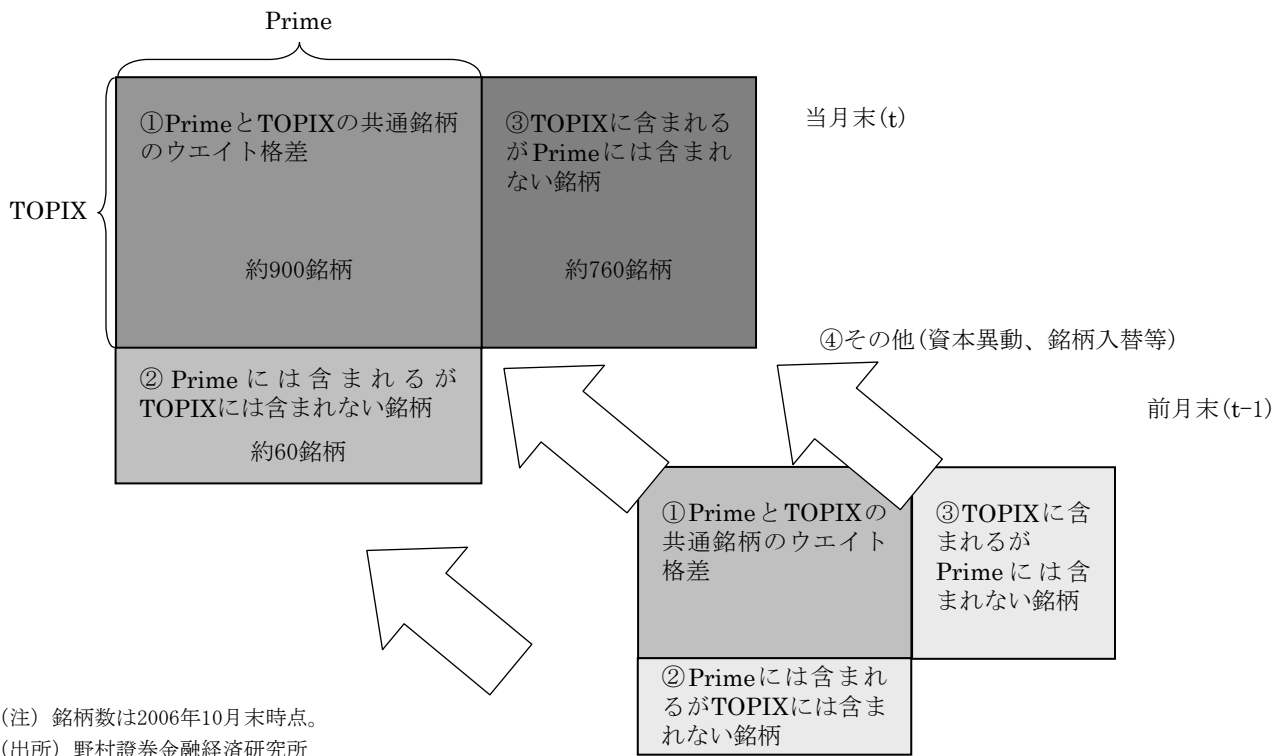 Prime
①PrimeとTOPIXの共通銘柄
のウエイト格差
③TOPIXに含まれる
がPrimeには含まれ
ない銘柄
当月末(t)
TOPIX
約900銘柄
約760銘柄
④その他(資本異動、銘柄入替等)
②Primeには含まれるが
TOPIXには含まれない銘柄
約60銘柄
前月末(t-1)
①PrimeとTOPIXの
共通銘柄のウエイト
格差
③TOPIXに含
まれるが
Primeには含
まれない銘柄
②Primeには含まれ
るがTOPIXには含ま
れない銘柄
(注) 銘柄数は2006年10月末時点。
(出所) 野村證券金融経済研究所